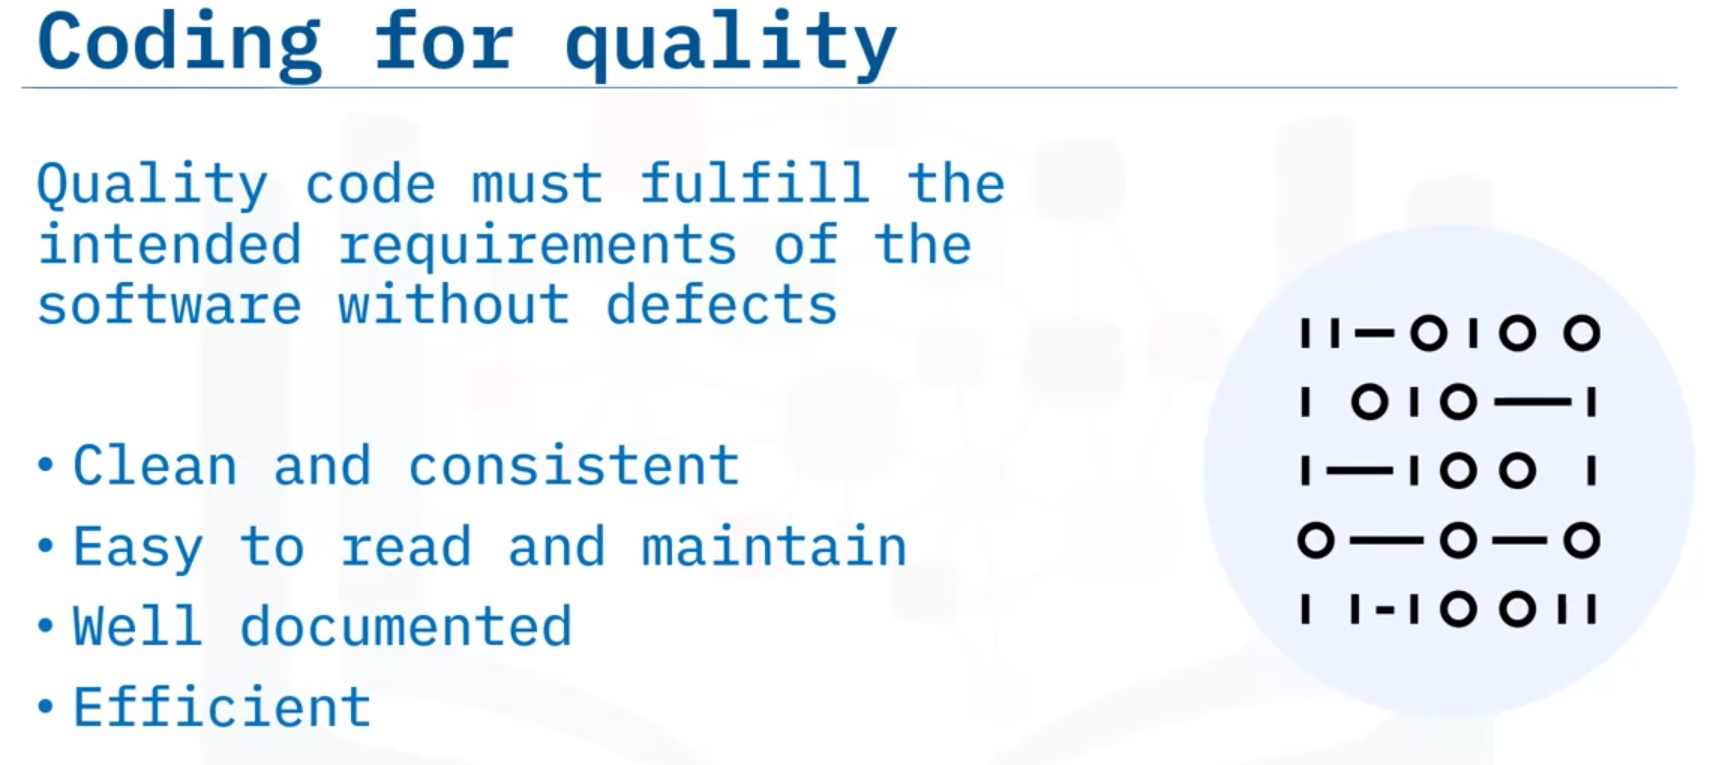 Coding for quality
Quality code must fulfill the
intended requirements of the
software without defects
• Clean and consistent
• Easy to read and maintain
• Well documented
• Efficient